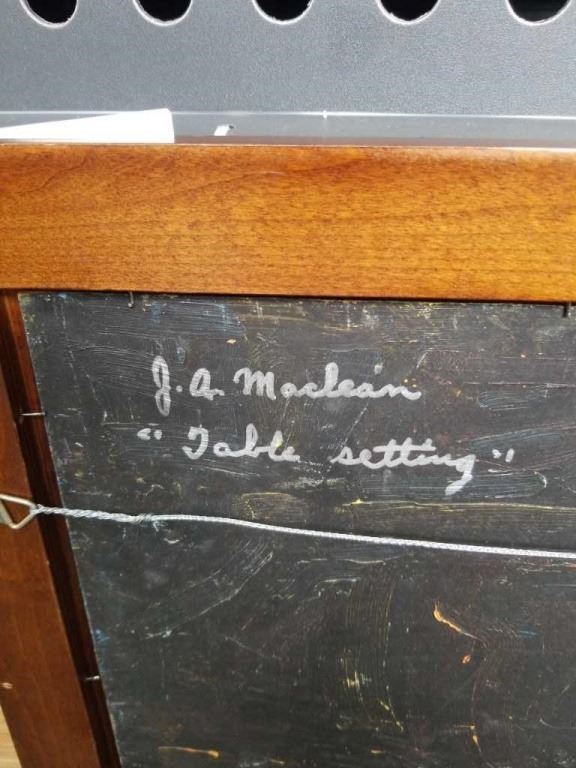 J. A. Maclean
"Table setting"